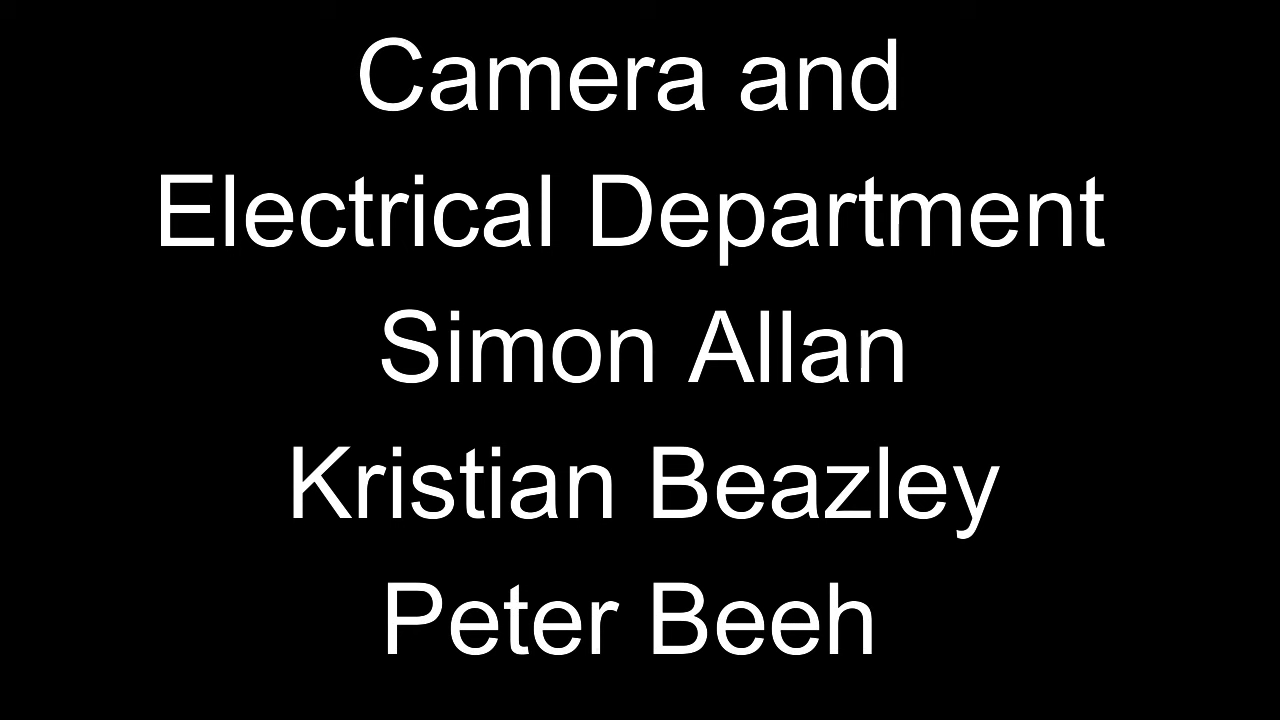 Camera and
Electrical Department
Simon Allan
Kristian Beazley
Peter Beeh